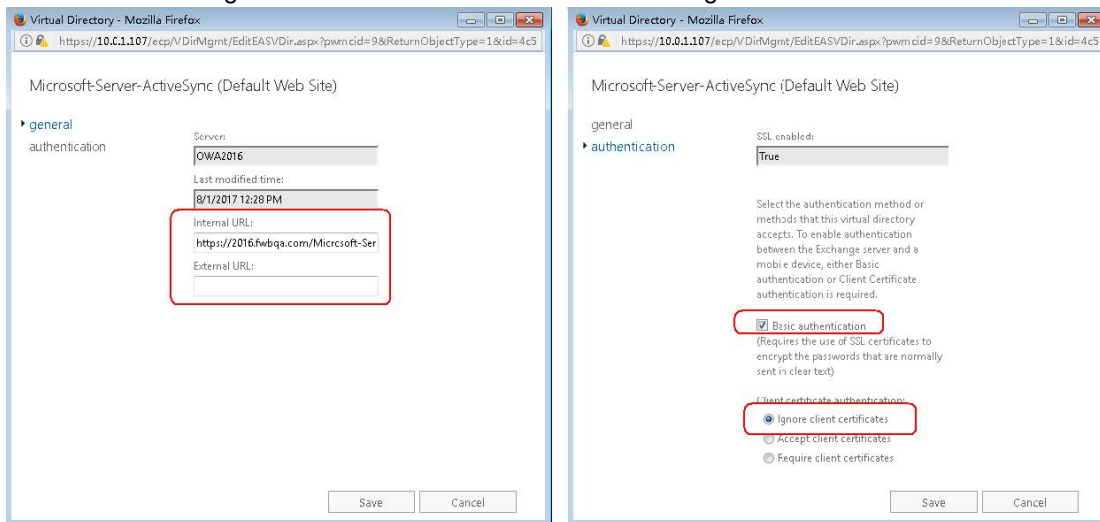 Virtual Directory - Mozilla Firefox
https://10.0.1.107/ecp/VDirMgmt/EditEASVDir.aspx?pwmcid=9&ReturnObjectType=1&id=4c5
Microsoft-Server-ActiveSync (Default Web Site)
general
authentication
Server:
OWA2016
Last modified time:
8/1/2017 12:28 PM
Internal URL:
https://2016.fwbqa.com/Microsoft-Ser
External URL:
Save Cancel
Virtual Directory - Mozilla Firefox
https://10.0.1.107/ecp/VDirMgmt/EditEASVDir.aspx?pwmcid=9&ReturnObjectType=1&id=4c5
Microsoft-Server-ActiveSync (Default Web Site)
general
authentication
SSL enabled:
True
Select the authentication method or
methods that this virtual directory
accepts. To enable authentication
between the Exchange server and a
mobile device, either Basic
authentication or Client Certificate
authentication is required.
Basic authentication
(Requires the use of SSL certificates to
encrypt the passwords that are normally
sent in clear text)
Client certificate authentication:
Ignore client certificates
Accept client certificates
Require client certificates
Save Cancel